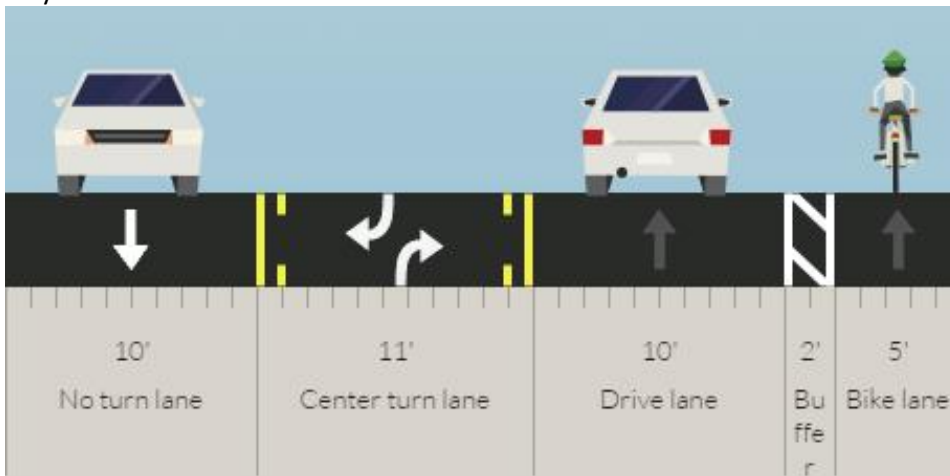 10' 11' 10' 2' 5'
No turn lane Center turn lane Drive lane Bu Bike lane
ffe
r